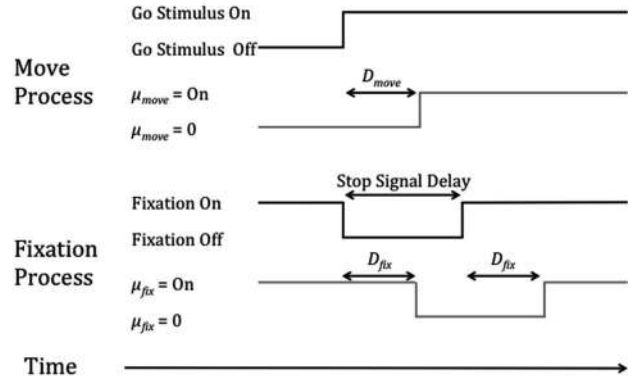 Go Stimulus On
Go Stimulus Off
Move
Process
D_move
μ_move = On
μ_move = 0
Stop Signal Delay
Fixation On
Fixation Off
Fixation
Process
D_fix
D_fix
μ_fix = On
μ_fix = 0
Time